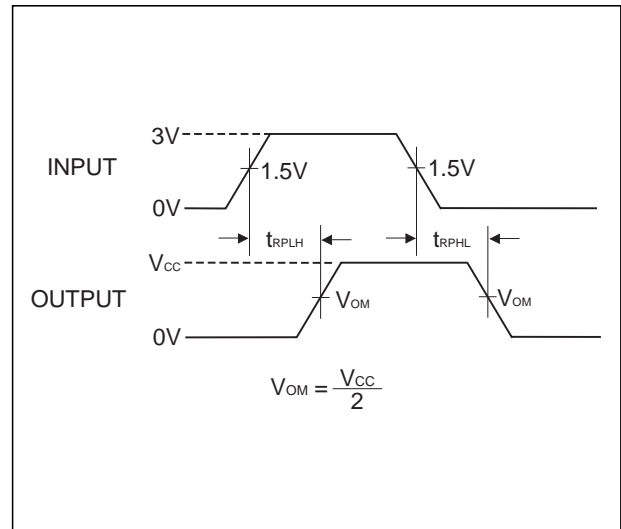 3V
INPUT
1.5V
1.5V
0V
tRPLH
tRPHL
VCC
OUTPUT
VOM
VOM
0V
VOM = VCC
2